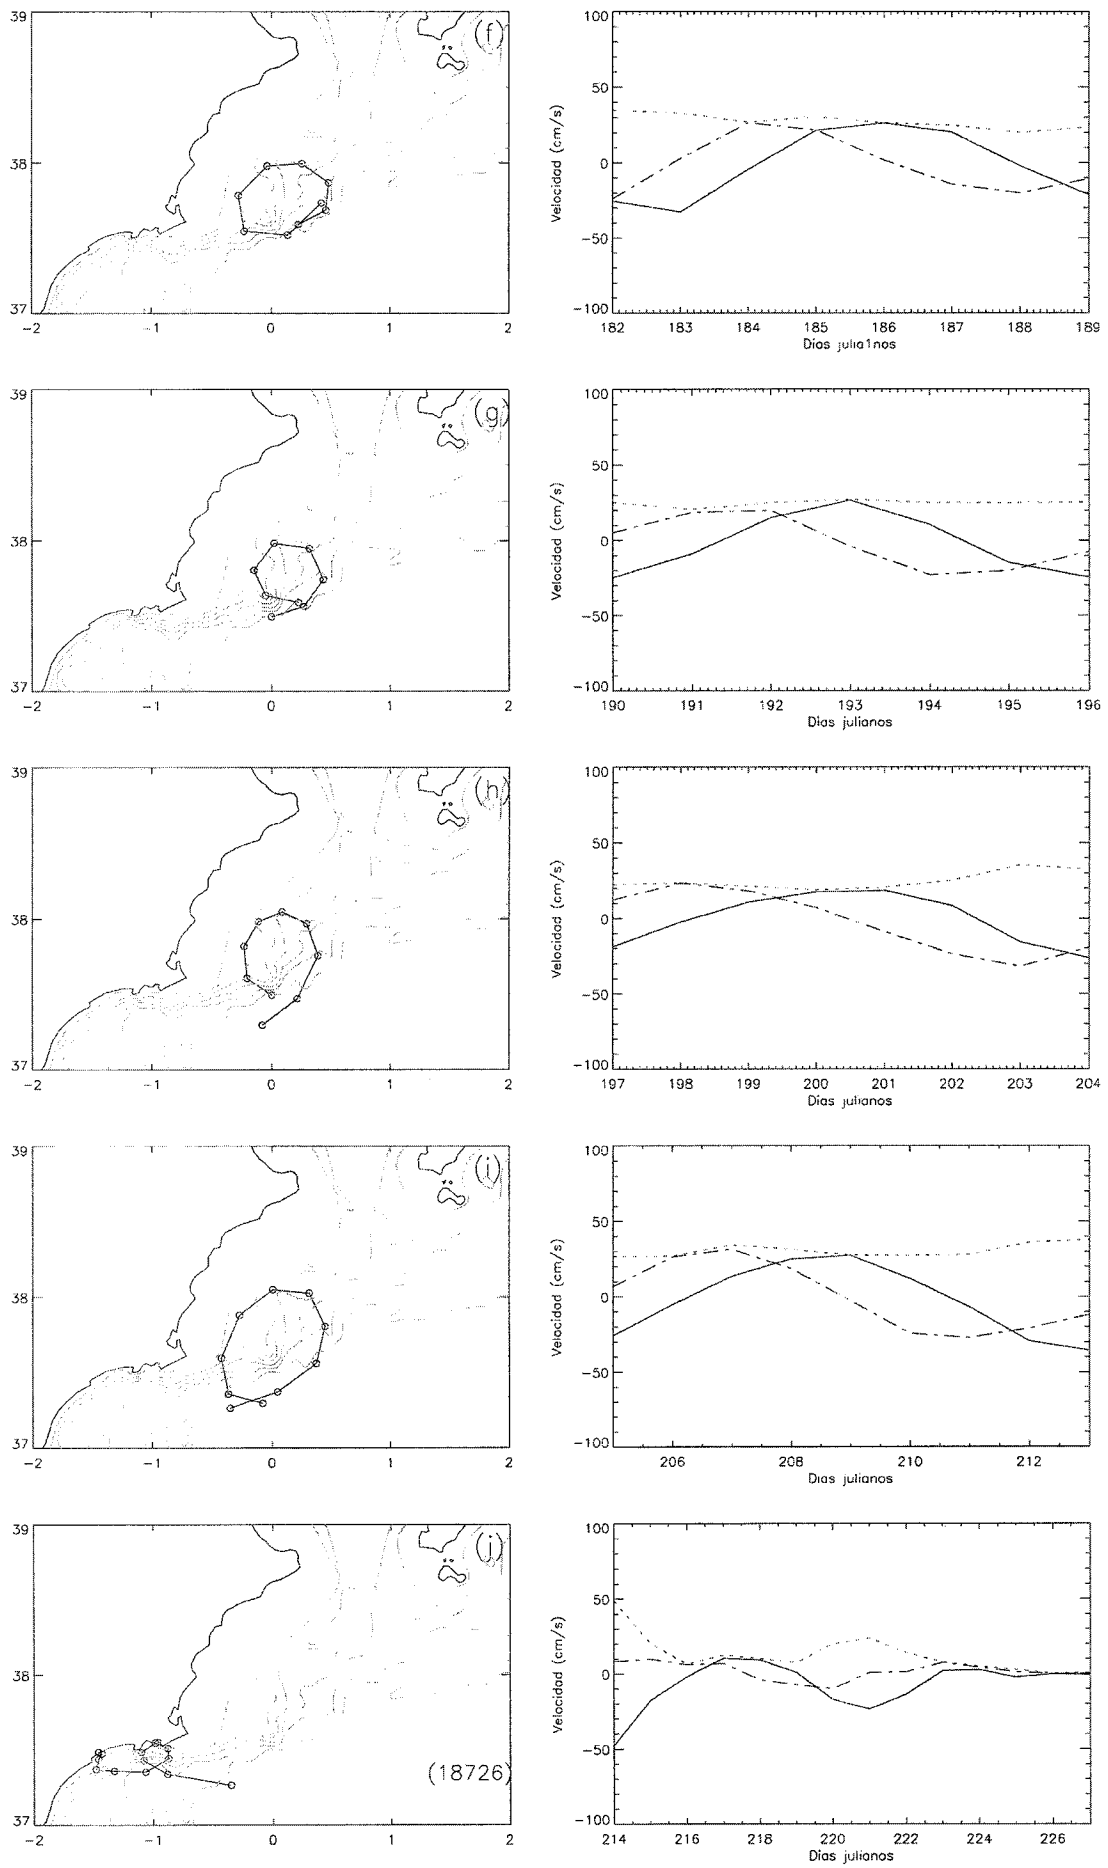 39
(f)
38
37
-2 -1 0 1 2
100
50
0
-50
-100
Velocidad (cm/s)
182 183 184 185 186 187 188 189
Días julia1nos
39
(g)
38
37
-2 -1 0 1 2
100
50
0
-50
-100
Velocidad (cm/s)
190 191 192 193 194 195 196
Días julianos
39
(h)
38
37
-2 -1 0 1 2
100
50
0
-50
-100
Velocidad (cm/s)
197 198 199 200 201 202 203 204
Días julianos
39
(i)
38
37
-2 -1 0 1 2
100
50
0
-50
-100
Velocidad (cm/s)
206 208 210 212
Días julianos
39
(j)
38
(18726)
37
-2 -1 0 1 2
100
50
0
-50
-100
Velocidad (cm/s)
214 216 218 220 222 224 226
Días julianos